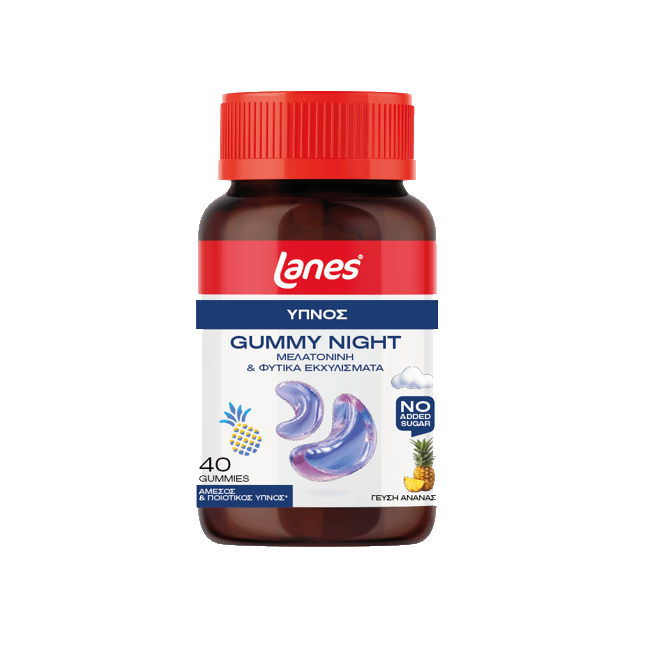 Lanes®
ΥΠΝΟΣ
GUMMY NIGHT
ΜΕΛΑΤΟΝΙΝΗ
& ΦΥΤΙΚΑ ΕΚΧΥΛΙΣΜΑΤΑ
NO
ADDED
SUGAR
40
GUMMIES
ΑΜΕΣΟΣ
& ΠΟΙΟΤΙΚΟΣ ΥΠΝΟΣ*
ΓΕΥΣΗ ΑΝΑΝΑΣ